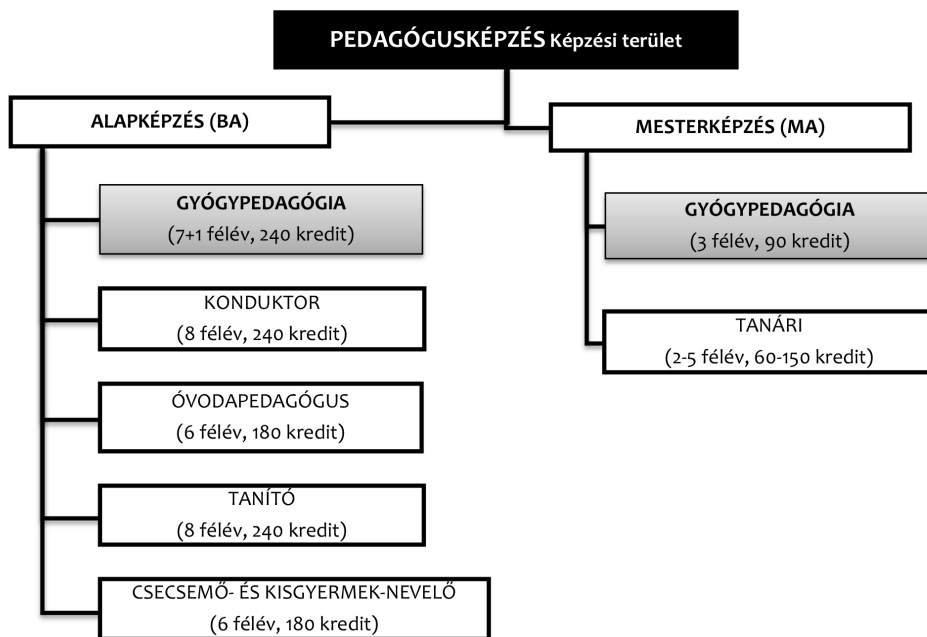 PEDAGÓGUSKÉPZÉS Képzési terület
ALAPKÉPZÉS (BA)
GYÓGYPEDAGÓGIA
(7+1 félév, 240 kredit)
KONDUKTOR
(8 félév, 240 kredit)
ÓVODAPEDAGÓGUS
(6 félév, 180 kredit)
TANÍTÓ
(8 félév, 240 kredit)
CSECSEMŐ- ÉS KISGYERMEK-NEVELŐ
(6 félév, 180 kredit)
MESTERKÉPZÉS (MA)
GYÓGYPEDAGÓGIA
(3 félév, 90 kredit)
TANÁRI
(2-5 félév, 60-150 kredit)